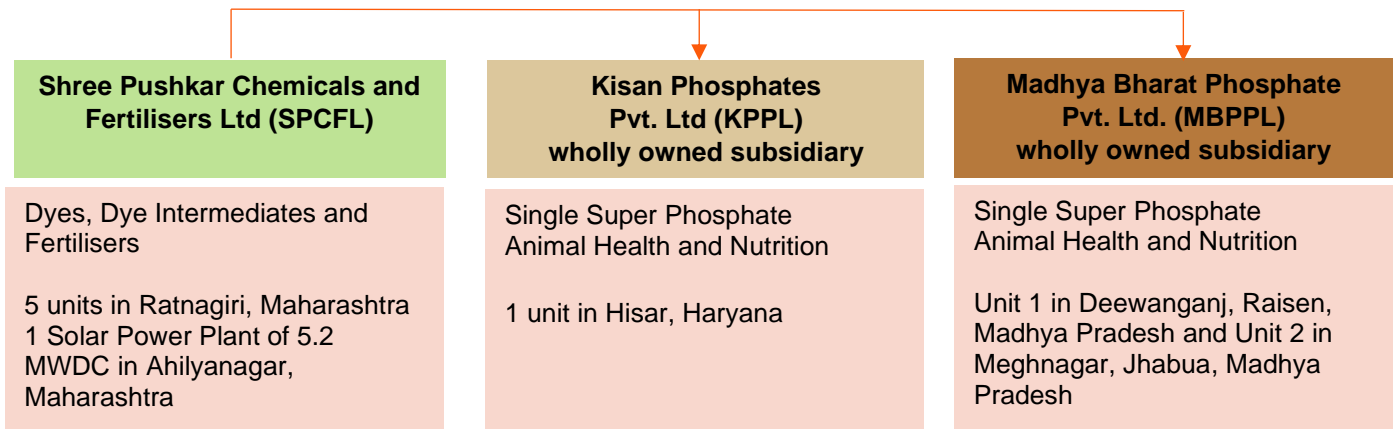 Shree Pushkar Chemicals and
Fertilisers Ltd (SPCFL)
Dyes, Dye Intermediates and
Fertilisers
5 units in Ratnagiri, Maharashtra
1 Solar Power Plant of 5.2
MWDC in Ahilyanagar,
Maharashtra
Kisan Phosphates
Pvt. Ltd (KPPL)
wholly owned subsidiary
Single Super Phosphate
Animal Health and Nutrition
1 unit in Hisar, Haryana
Madhya Bharat Phosphate
Pvt. Ltd. (MBPPL)
wholly owned subsidiary
Single Super Phosphate
Animal Health and Nutrition
Unit 1 in Deewanganj, Raisen,
Madhya Pradesh and Unit 2 in
Meghnagar, Jhabua, Madhya
Pradesh